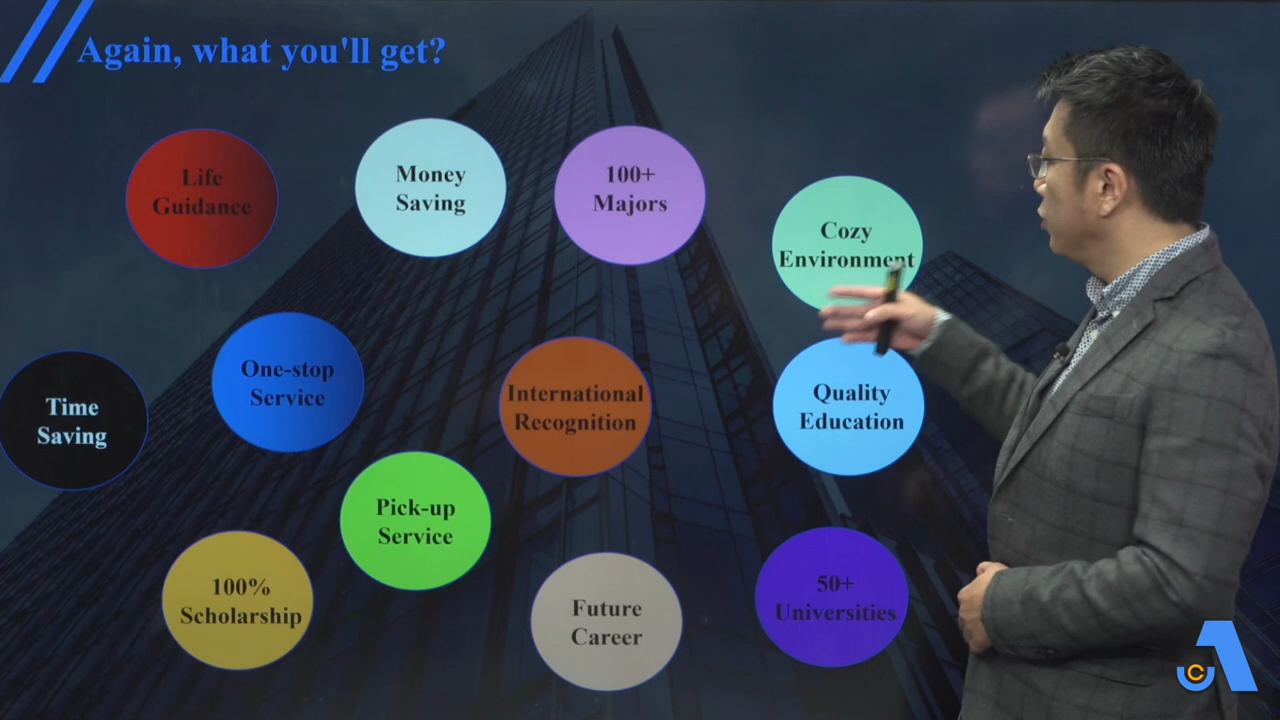 Again, what you'll get?
Life
Guidance
Money
Saving
100+
Majors
Cozy
Environment
Time
Saving
One-stop
Service
International
Recognition
Quality
Education
Pick-up
Service
100%
Scholarship
Future
Career
50+
Universities
C